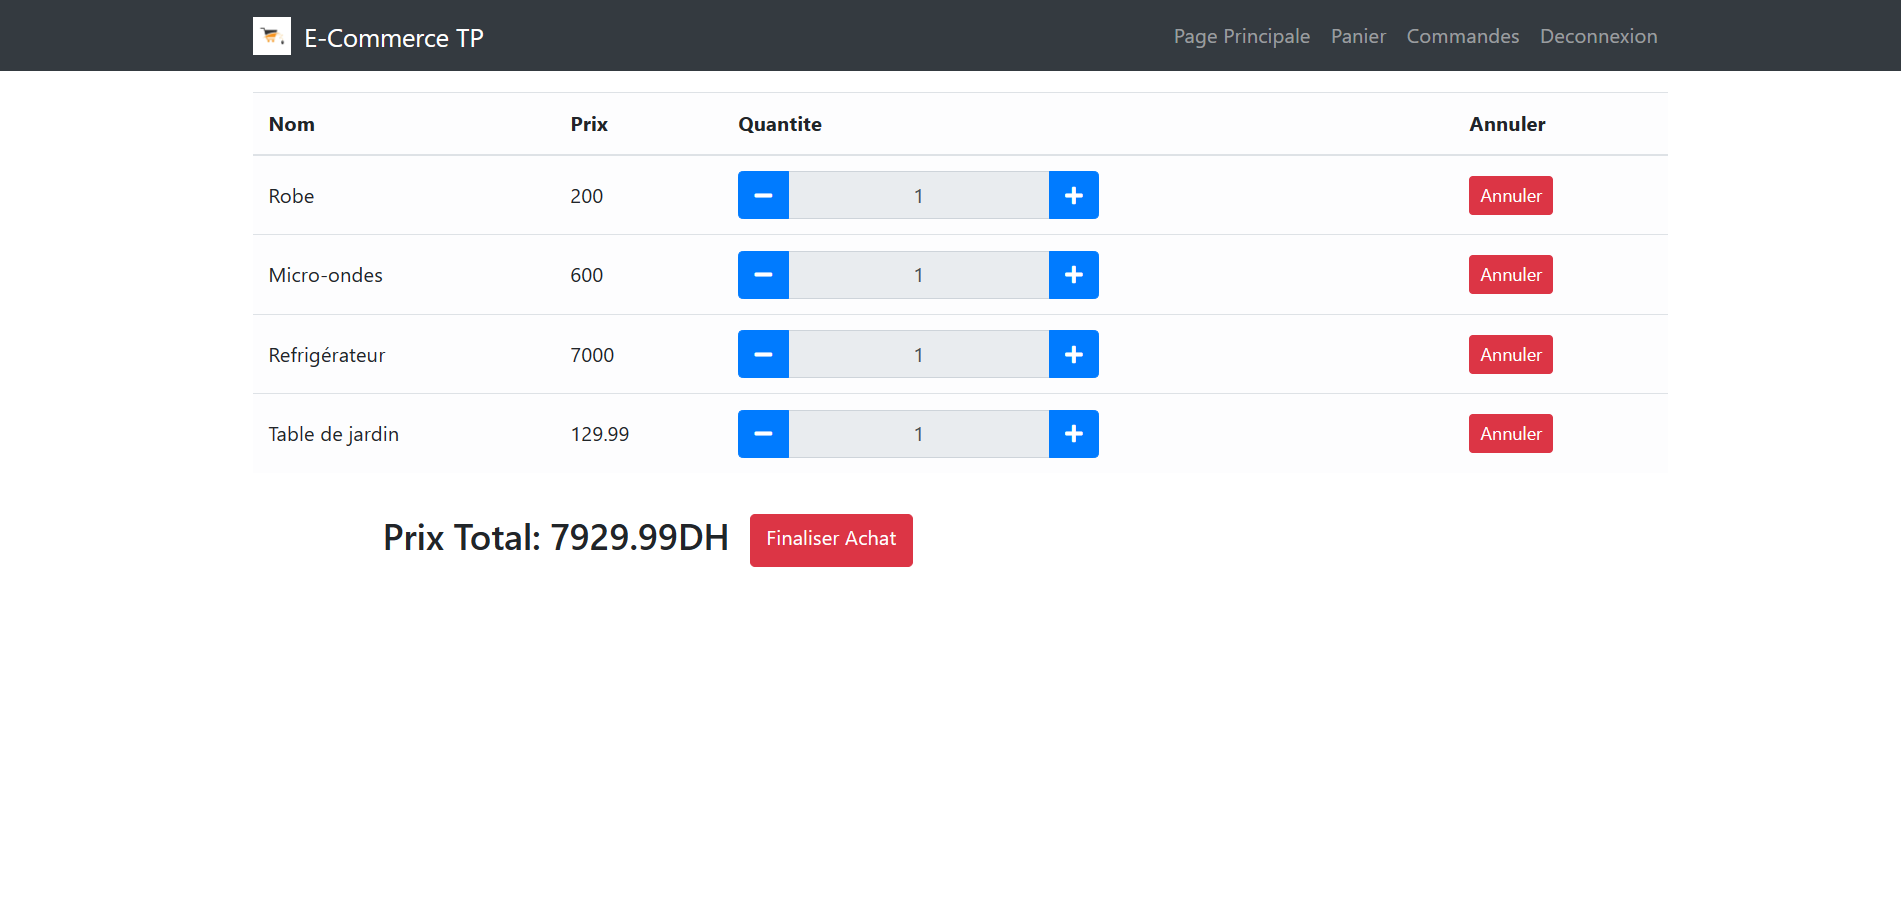 E-Commerce TP Page Principale Panier Commandes Deconnexion
Nom Prix Quantite Annuler
Robe 200 1 Annuler
Micro-ondes 600 1 Annuler
Refrigérateur 7000 1 Annuler
Table de jardin 129.99 1 Annuler
Prix Total: 7929.99DH Finaliser Achat